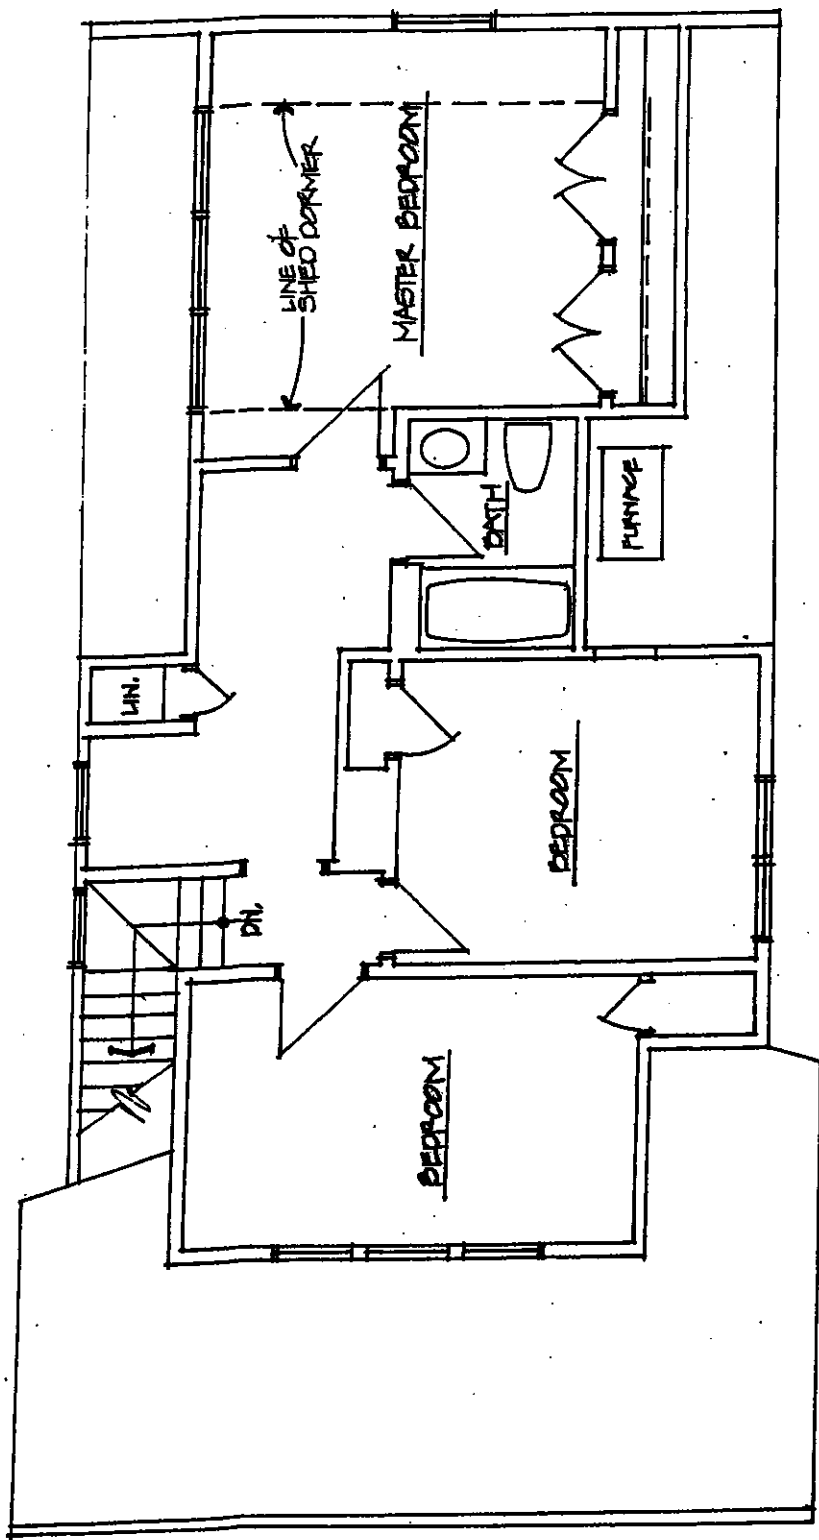 LINE OF
SHED DORMER
MASTER BEDROOM
BATH
FURNACE
LIN.
BEDROOM
DN.
BEDROOM